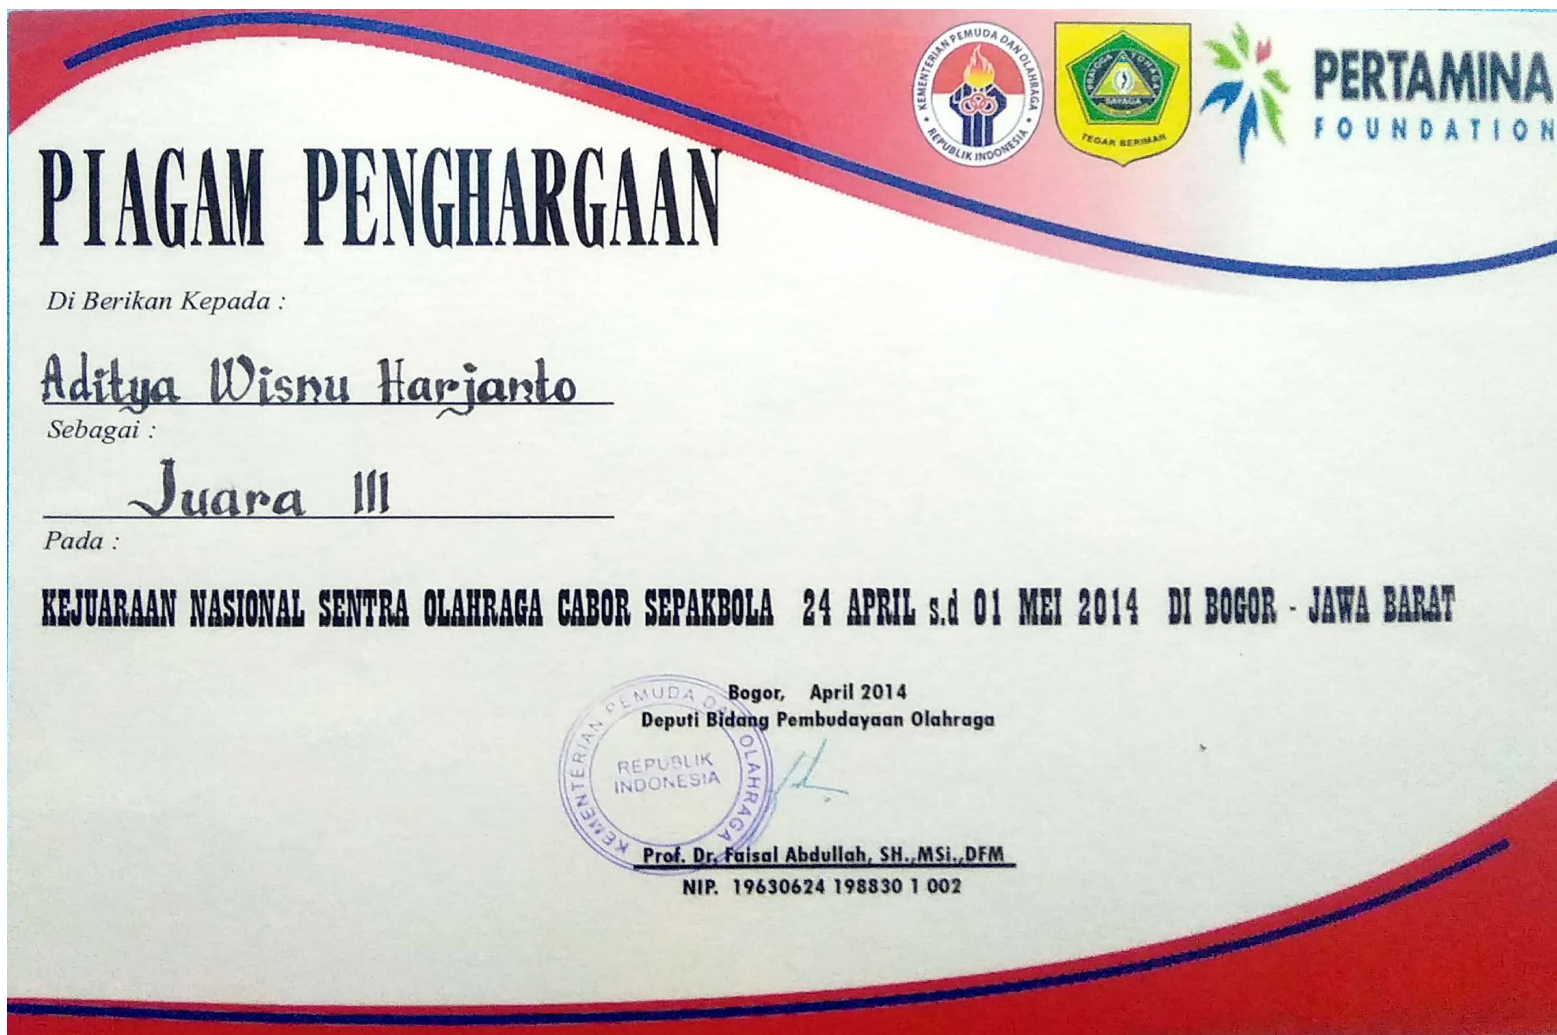 KEMENTERIAN PEMUDA DAN OLAHRAGA
REPUBLIK INDONESIA
PRAYOGA TOHAGA
SAYAGA
TEGAR BERIMAN
PERTAMINA
FOUNDATION
PIAGAM PENGHARGAAN
Di Berikan Kepada :
Aditya Wisnu Harjanto
Sebagai :
Juara III
Pada :
KEJUARAAN NASIONAL SENTRA OLAHRAGA CABOR SEPAKBOLA 24 APRIL s.d 01 MEI 2014 DI BOGOR - JAWA BARAT
Bogor, April 2014
Deputi Bidang Pembudayaan Olahraga
KEMENTERIAN PEMUDA DAN OLAHRAGA
REPUBLIK
INDONESIA
Prof. Dr. Faisal Abdullah, SH.,MSi.,DFM
NIP. 19630624 198830 1 002